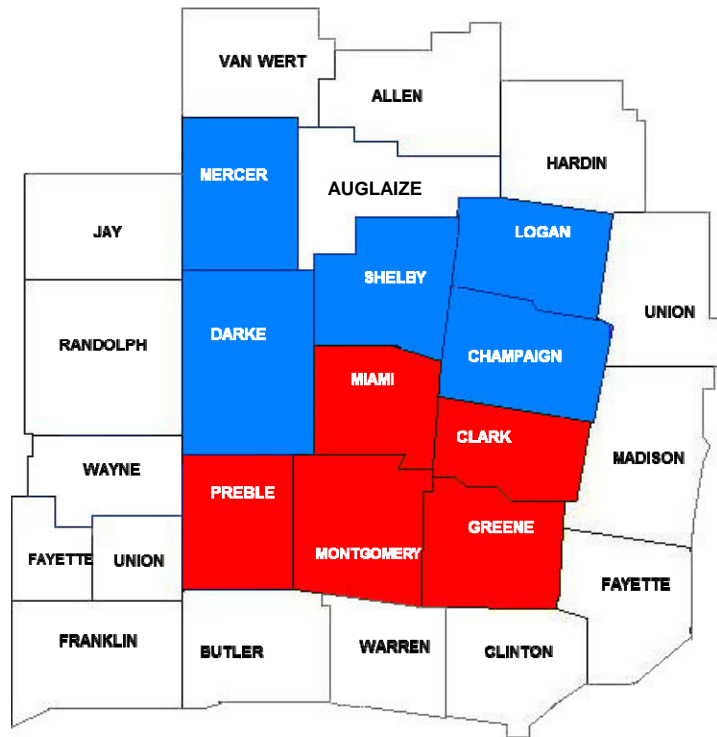 VAN WERT
ALLEN
HARDIN
MERCER
AUGLAIZE
JAY
LOGAN
SHELBY
UNION
DARKE
RANDOLPH
CHAMPAIGN
MIAMI
CLARK
MADISON
WAYNE
PREBLE
GREENE
MONTGOMERY
FAYETTE
UNION
FAYETTE
FRANKLIN
WARREN
BUTLER
CLINTON